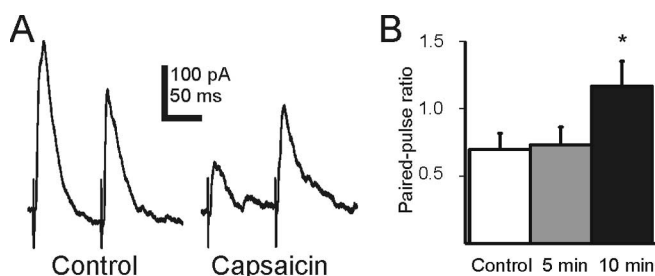 A
100 pA
50 ms
Control
Capsaicin
B
Paired-pulse ratio
1.5
1.0
0.5
*
Control 5 min 10 min